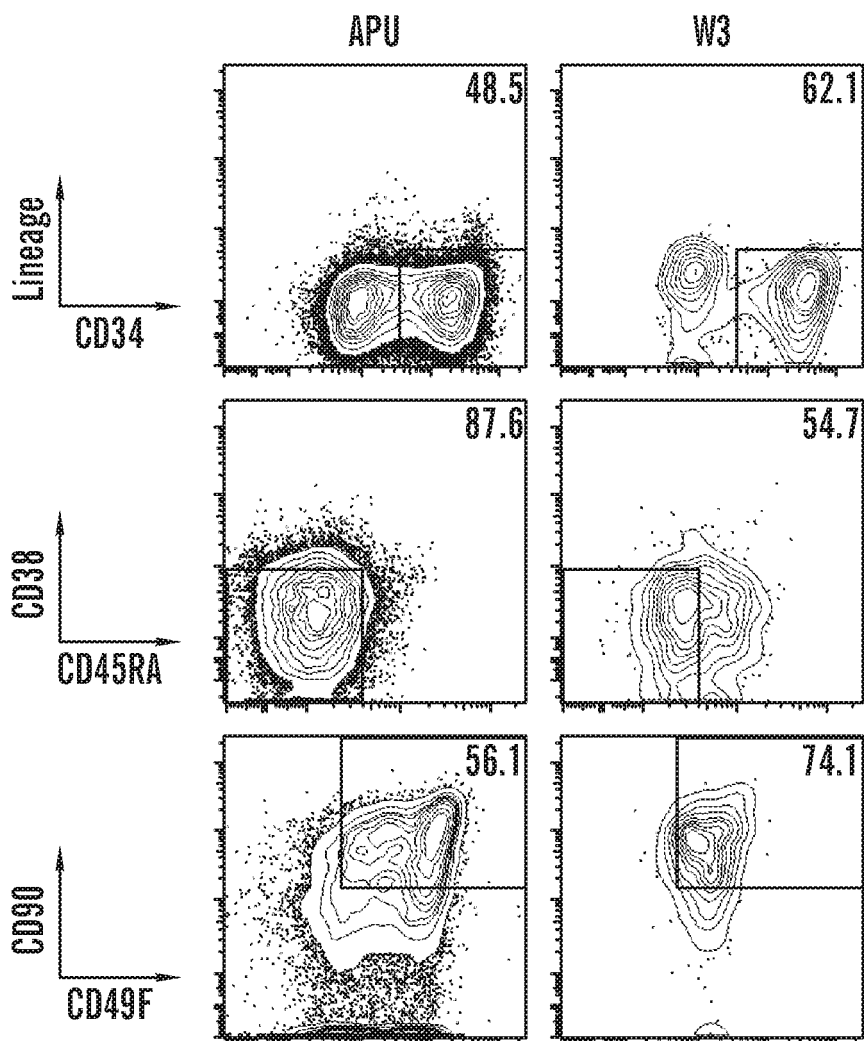 APU W3
48.5 62.1
Lineage
CD34
87.6 54.7
CD38
CD45RA
56.1 74.1
CD90
CD49F